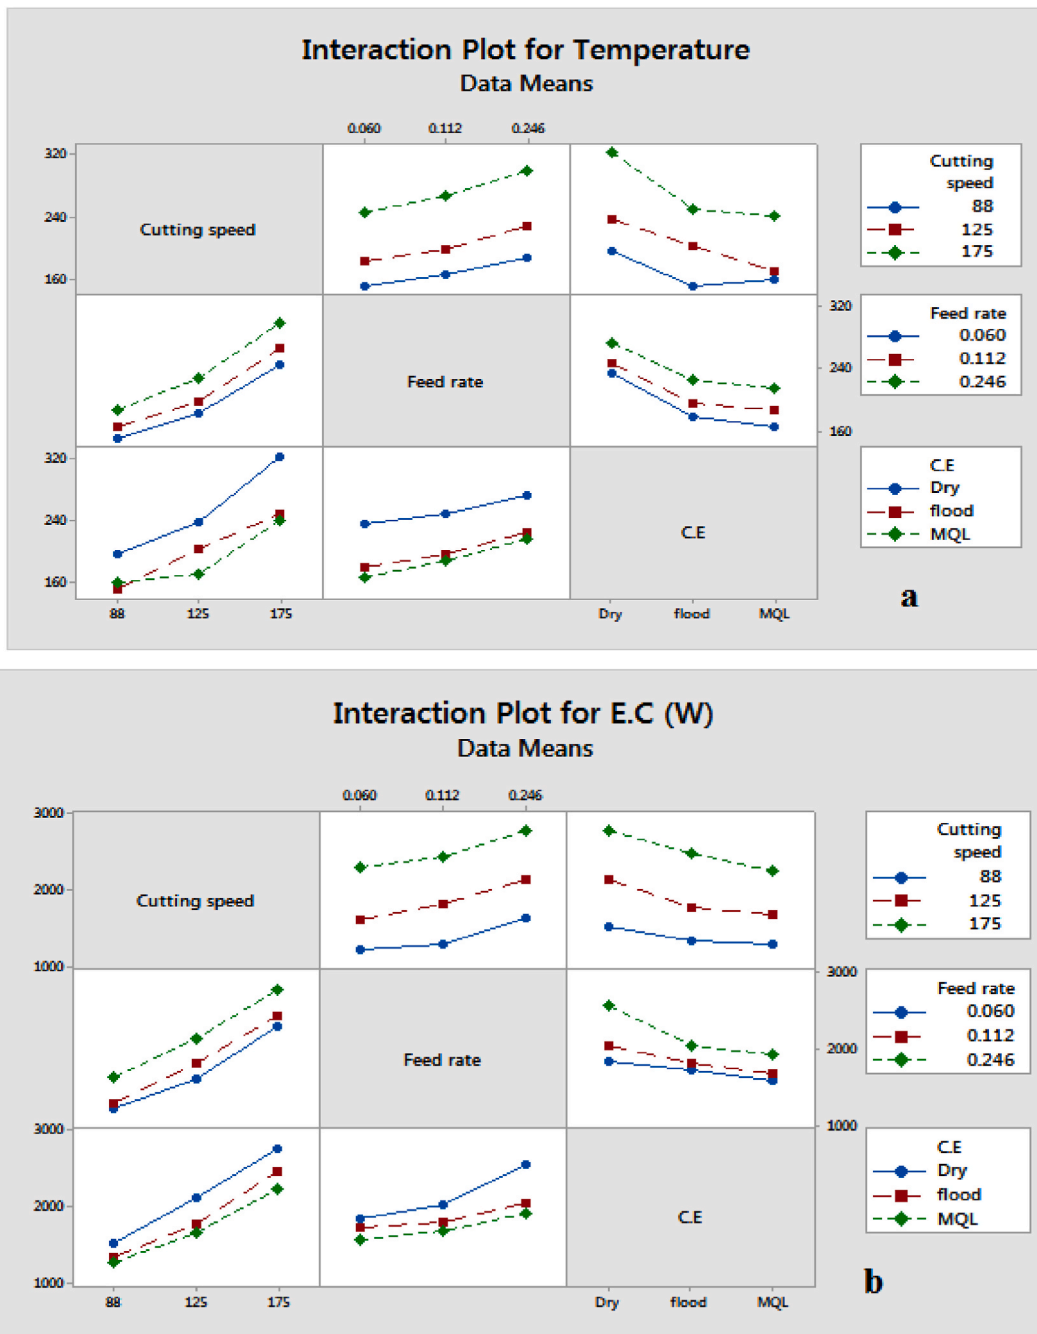 Interaction Plot for Temperature
Data Means
0.060 0.112 0.246
320
240
160
Cutting speed
Cutting
speed
88
125
175
Feed rate
320
240
160
Feed rate
0.060
0.112
0.246
320
240
160
C.E
C.E
Dry
flood
MQL
88 125 175
Dry flood MQL
a
Interaction Plot for E.C (W)
Data Means
0.060 0.112 0.246
3000
2000
1000
Cutting speed
Cutting
speed
88
125
175
Feed rate
3000
2000
1000
Feed rate
0.060
0.112
0.246
3000
2000
1000
C.E
C.E
Dry
flood
MQL
88 125 175
Dry flood MQL
b